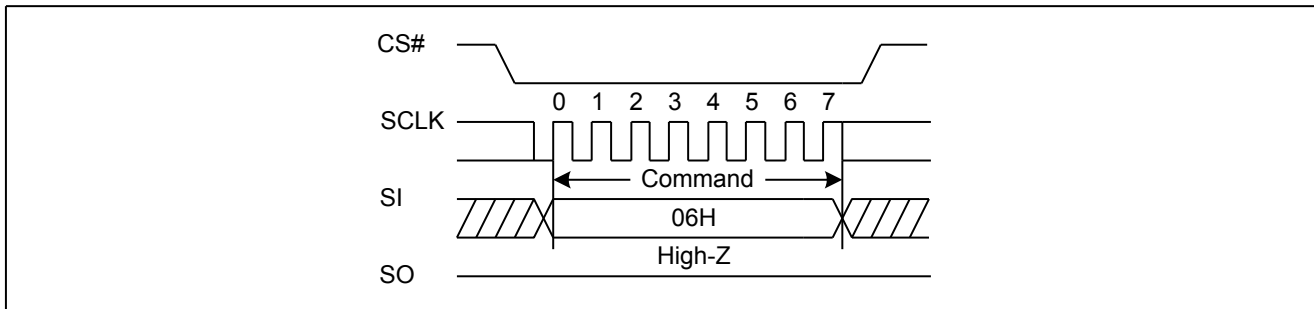 CS#
0 1 2 3 4 5 6 7
SCLK
Command
SI
06H
High-Z
SO